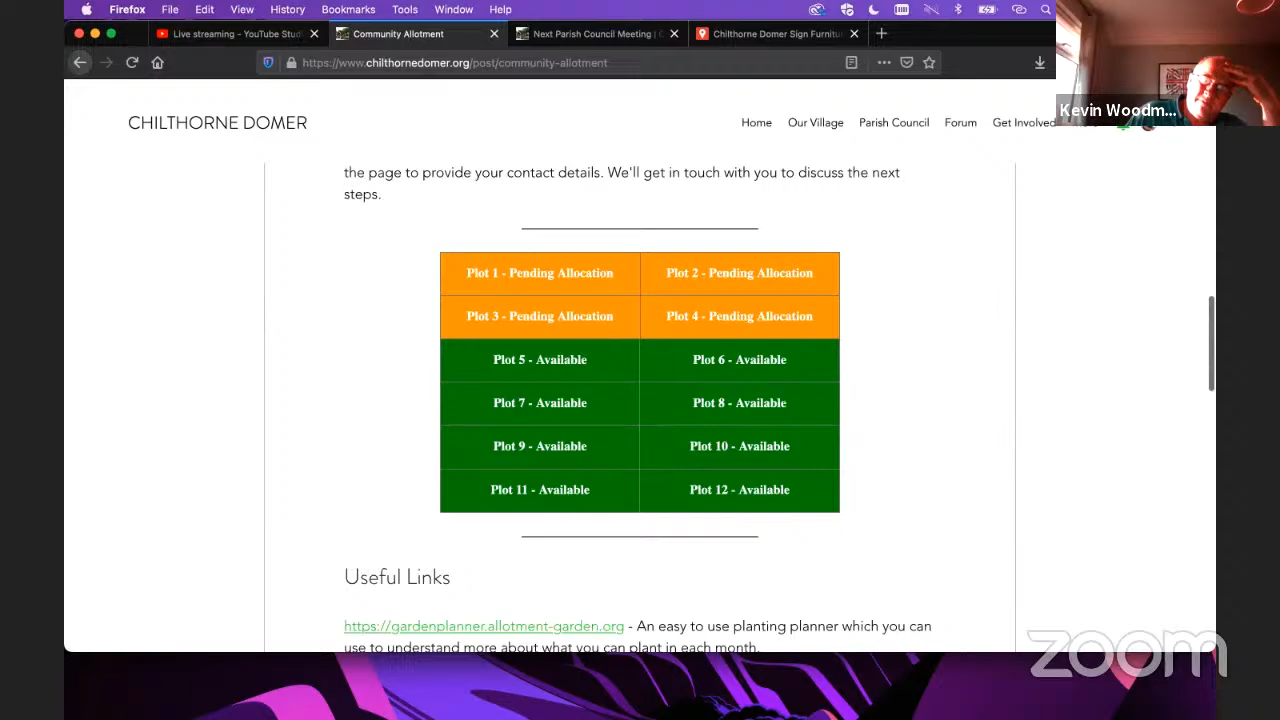 Firefox File Edit View History Bookmarks Tools Window Help
Live streaming - YouTube Stud
Community Allotment
Next Parish Council Meeting | C
Chilthorne Domer Sign Furnitu
https://www.chilthornedomer.org/post/community-allotment
Kevin Woodm...
CHILTHORNE DOMER
Home Our Village Parish Council Forum Get Involved
the page to provide your contact details. We'll get in touch with you to discuss the next
steps.
Plot 1 - Pending Allocation Plot 2 - Pending Allocation
Plot 3 - Pending Allocation Plot 4 - Pending Allocation
Plot 5 - Available Plot 6 - Available
Plot 7 - Available Plot 8 - Available
Plot 9 - Available Plot 10 - Available
Plot 11 - Available Plot 12 - Available
Useful Links
https://gardenplanner.allotment-garden.org - An easy to use planting planner which you can
use to understand more about what you can plant in each month.
zoom